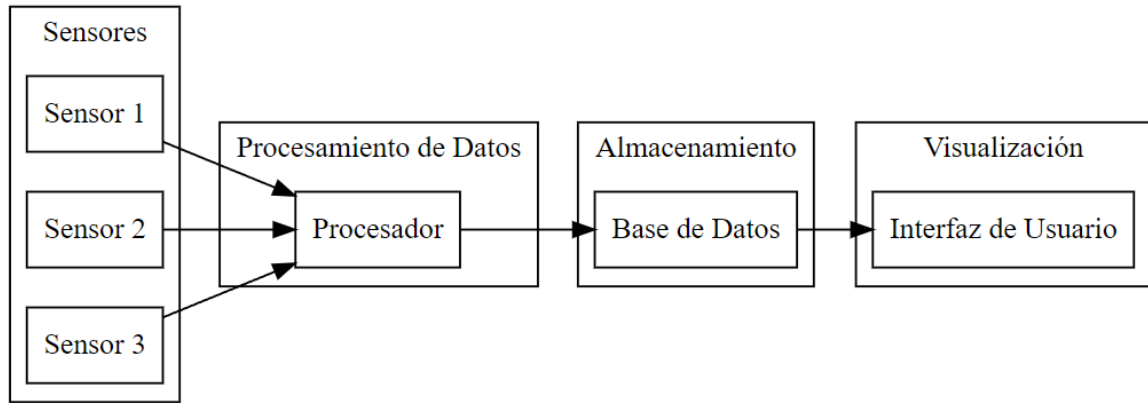 Sensores
Sensor 1
Sensor 2
Sensor 3
Procesamiento de Datos
Procesador
Almacenamiento
Base de Datos
Visualización
Interfaz de Usuario